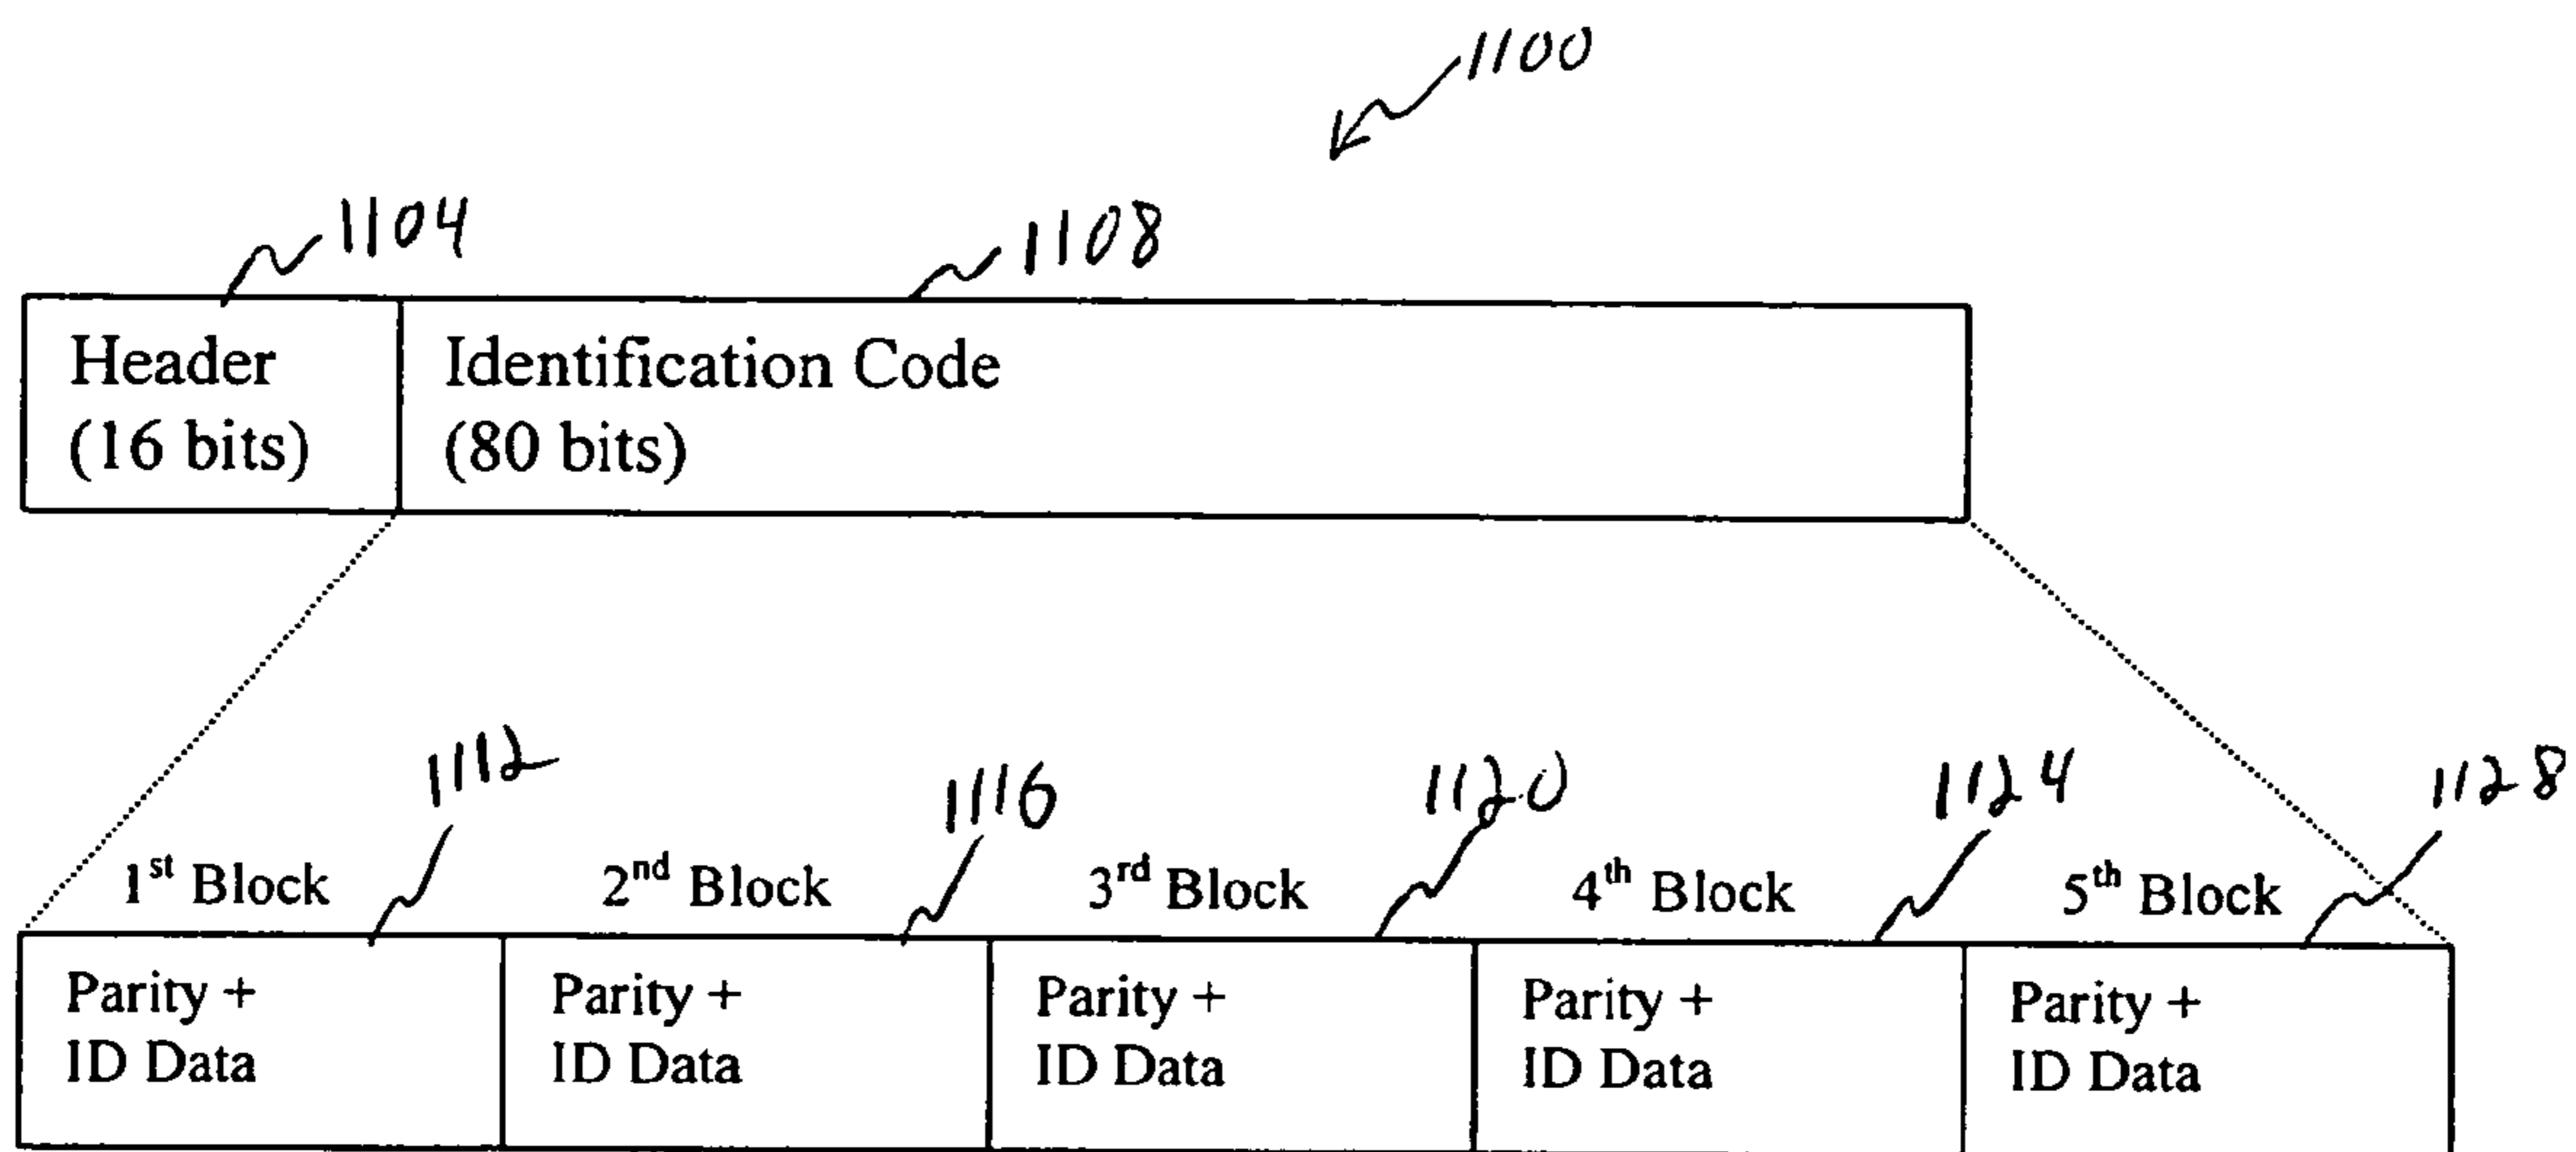 1100
1104
1108
Header
(16 bits)
Identification Code
(80 bits)
1112
1116
1120
1124
1128
1st Block
2nd Block
3rd Block
4th Block
5th Block
Parity +
ID Data
Parity +
ID Data
Parity +
ID Data
Parity +
ID Data
Parity +
ID Data